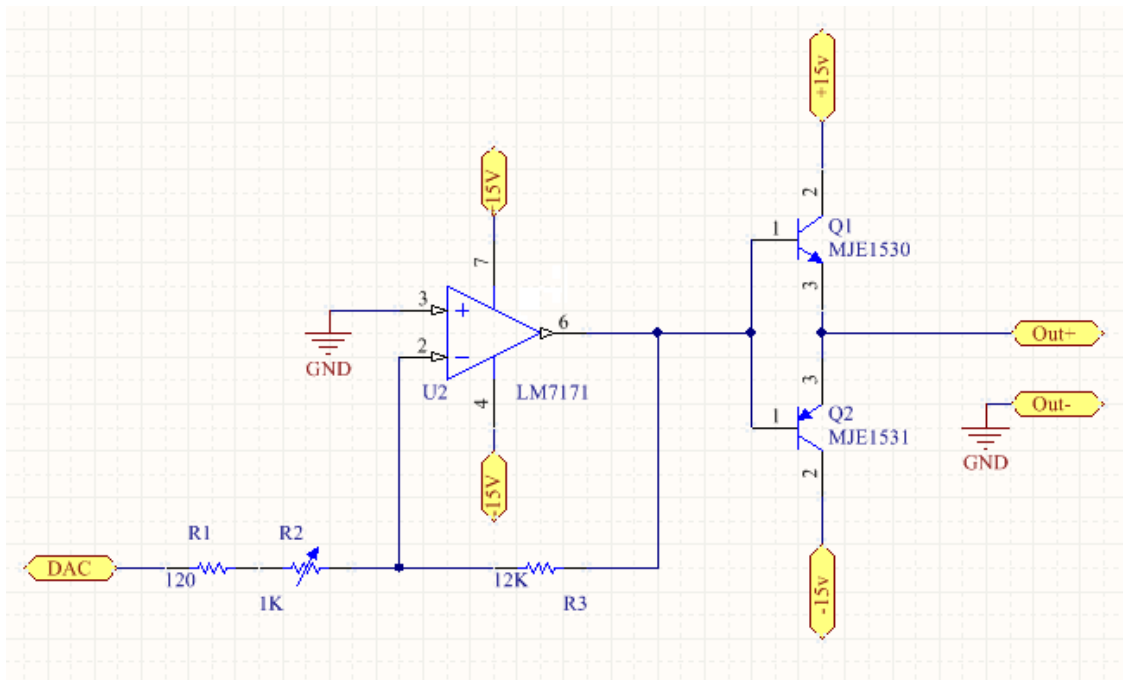 +15v
15V
2
1
Q1
MJE1530
7
3
3
+
6
GND
2
−
Out+
U2
LM7171
4
3
Out-
1
Q2
MJE1531
GND
2
-15V
R1
R2
DAC
120
12K
-15v
1K
R3